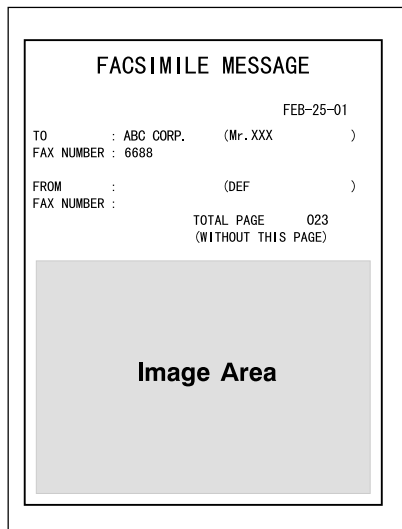 FACSIMILE MESSAGE
FEB-25-01
TO : ABC CORP. (Mr.XXX )
FAX NUMBER : 6688
FROM : (DEF )
FAX NUMBER :
TOTAL PAGE 023
(WITHOUT THIS PAGE)
Image Area